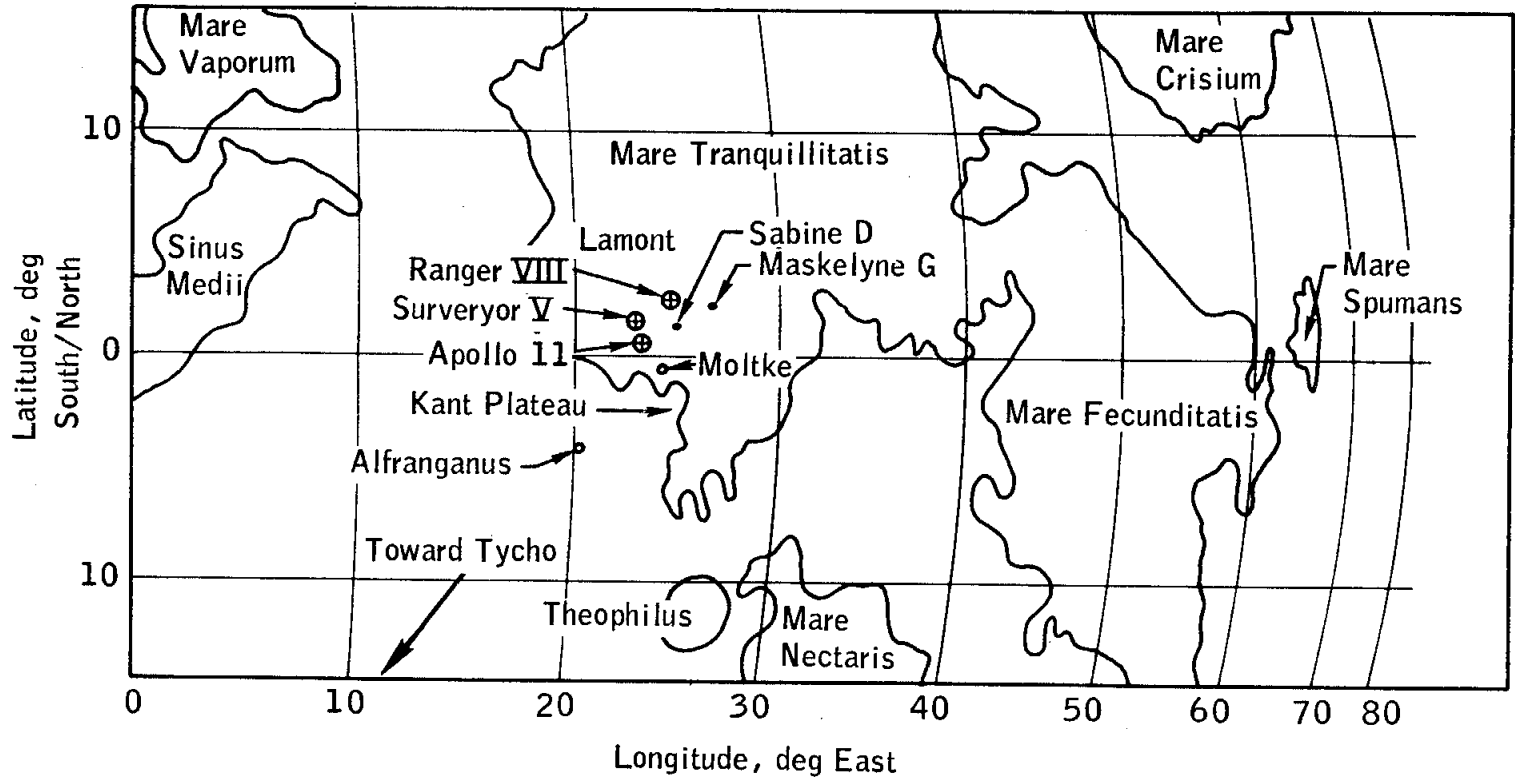 Mare
Vaporum
Mare
Crisium
10
Mare Tranquillitatis
Sinus
Medii
Lamont
Sabine D
Ranger VIII
Maskelyne G
Mare
Spumans
Surveryor V
Latitude, deg
South/North
0
Apollo 11
Moltke
Kant Plateau
Mare Fecunditatis
Alfranganus
Toward Tycho
10
Theophilus
Mare
Nectaris
0 10 20 30 40 50 60 70 80
Longitude, deg East